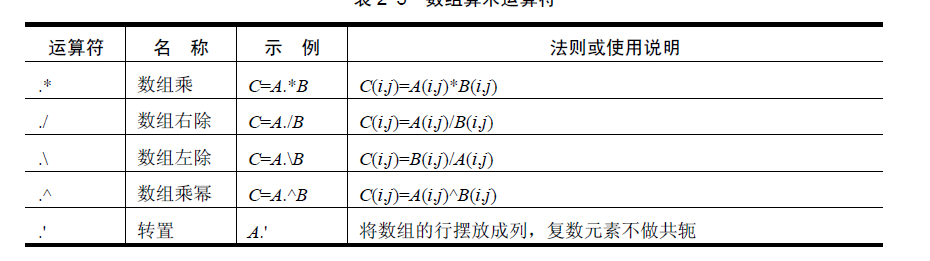 表 2-3 数组算术运算符
运算符 名 称 示 例 法则或使用说明
.* 数组乘 C=A.*B C(i,j)=A(i,j)*B(i,j)
./ 数组右除 C=A./B C(i,j)=A(i,j)/B(i,j)
.\ 数组左除 C=A.\B C(i,j)=B(i,j)/A(i,j)
.^ 数组乘幂 C=A.^B C(i,j)=A(i,j)^B(i,j)
.' 转置 A.' 将数组的行摆放成列，复数元素不做共轭